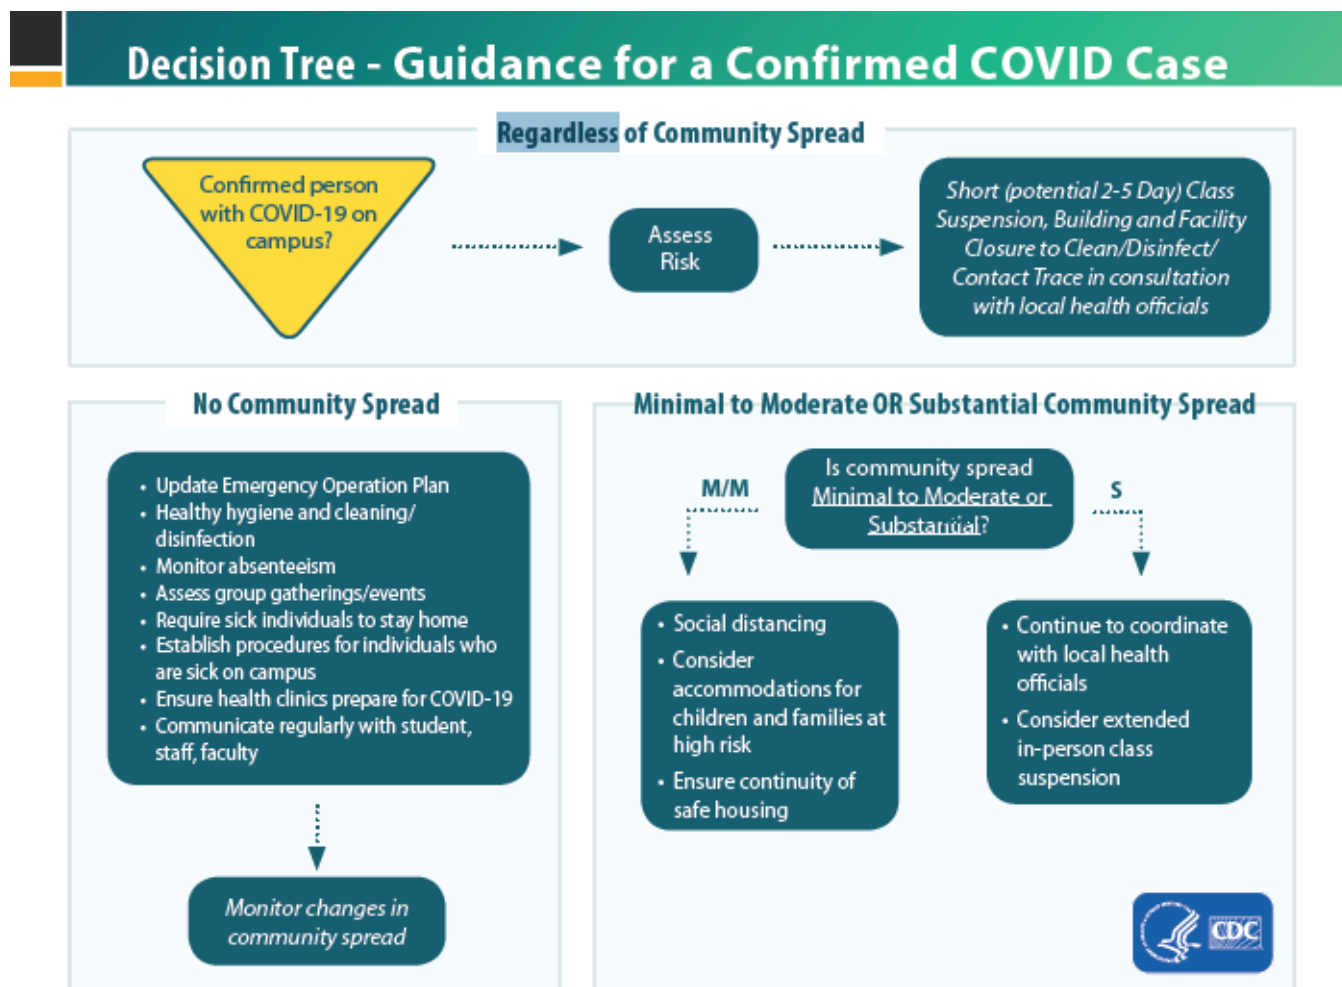 Decision Tree - Guidance for a Confirmed COVID Case
Regardless of Community Spread
Confirmed person
with COVID-19 on
campus?
Assess
Risk
Short (potential 2-5 Day) Class
Suspension, Building and Facility
Closure to Clean/Disinfect/
Contact Trace in consultation
with local health officials
No Community Spread
• Update Emergency Operation Plan
• Healthy hygiene and cleaning/
disinfection
• Monitor absenteeism
• Assess group gatherings/events
• Require sick individuals to stay home
• Establish procedures for individuals who
are sick on campus
• Ensure health clinics prepare for COVID-19
• Communicate regularly with student,
staff, faculty
Monitor changes in
community spread
Minimal to Moderate OR Substantial Community Spread
Is community spread
Minimal to Moderate or
Substantial?
M/M
S
• Social distancing
• Consider
accommodations for
children and families at
high risk
• Ensure continuity of
safe housing
• Continue to coordinate
with local health
officials
• Consider extended
in-person class
suspension
CDC